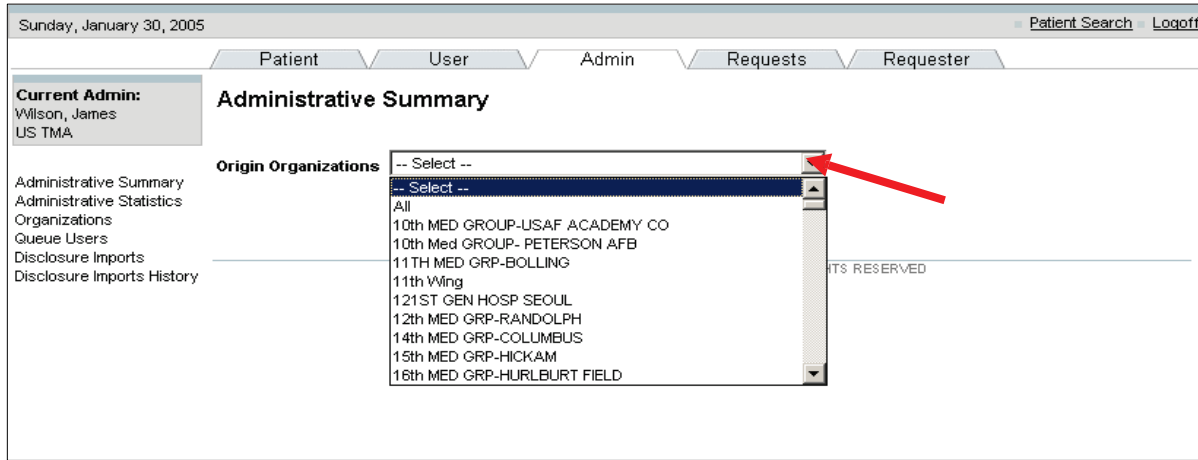 Sunday, January 30, 2005 Patient Search Logoff
Patient User Admin Requests Requester
Current Admin:
Wilson, James
US TMA
Administrative Summary
Administrative Statistics
Organizations
Queue Users
Disclosure Imports
Disclosure Imports History
Administrative Summary
Origin Organizations -- Select --
-- Select --
All
10th MED GROUP-USAF ACADEMY CO
10th Med GROUP- PETERSON AFB
11TH MED GRP-BOLLING
11th Wing
121ST GEN HOSP SEOUL
12th MED GRP-RANDOLPH
14th MED GRP-COLUMBUS
15th MED GRP-HICKAM
16th MED GRP-HURLBURT FIELD
RESERVED